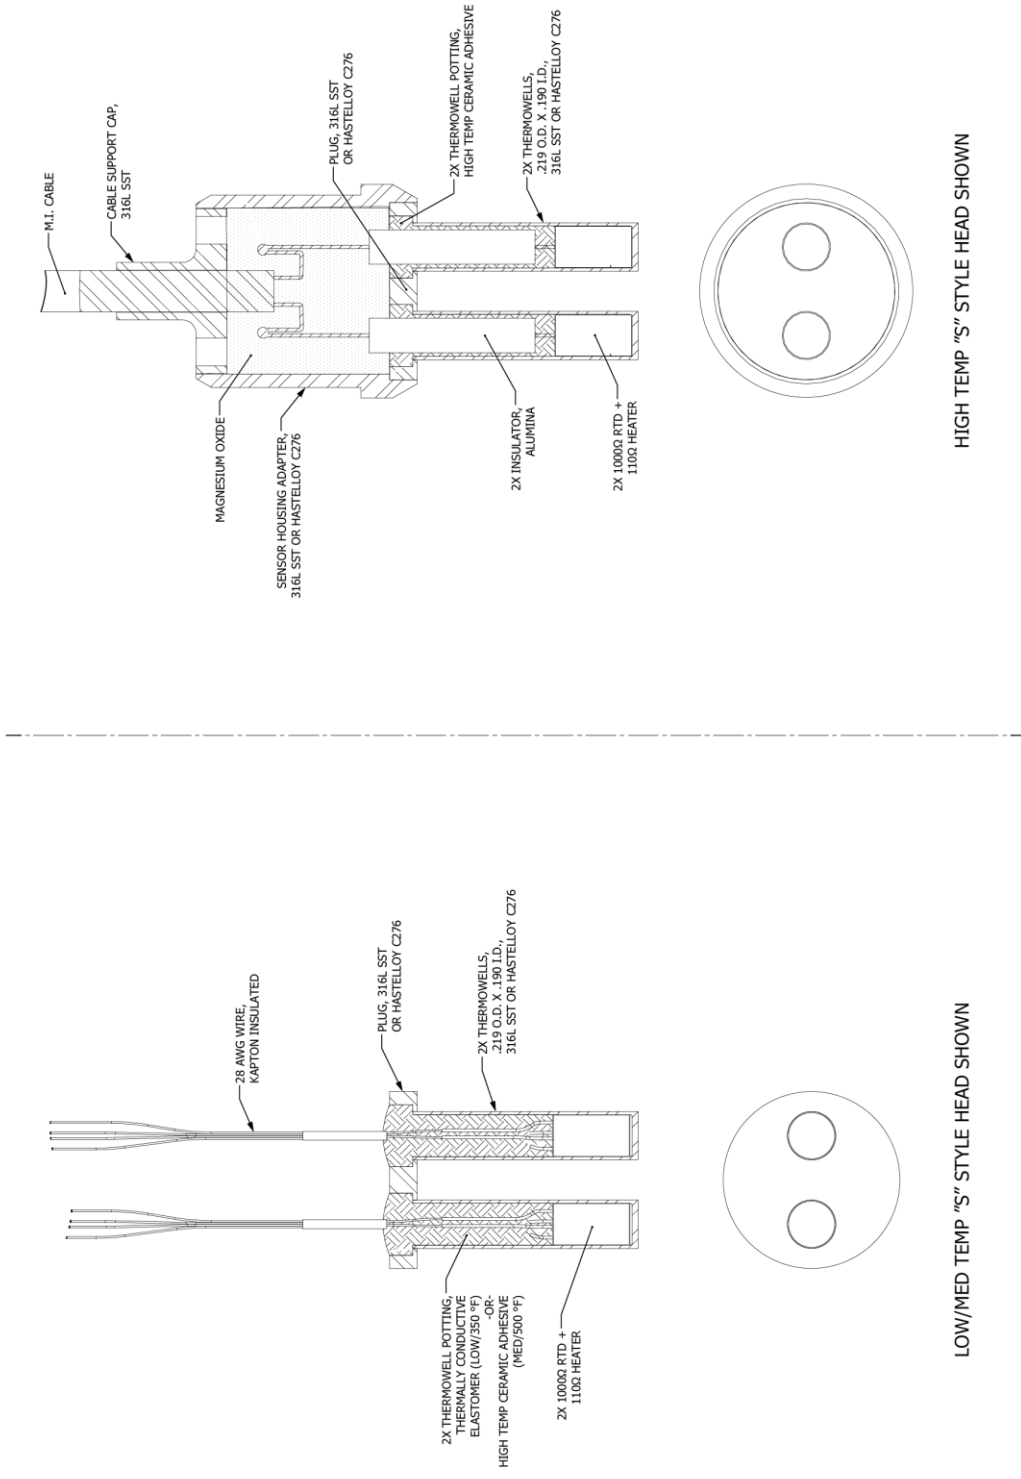 28 AWG WIRE,
KAPTON INSULATED
PLUG, 316L SST
OR HASTELLOY C276
2X THERMOWELLS,
.219 O.D. X .190 I.D.,
316L SST OR HASTELLOY C276
2X THERMOWELL POTTING,
THERMALLY CONDUCTIVE
ELASTOMER (LOW/350 °F)
-OR-
HIGH TEMP CERAMIC ADHESIVE
(MED/500 °F)
2X 1000Ω RTD +
110Ω HEATER
LOW/MED TEMP "S" STYLE HEAD SHOWN
M.I. CABLE
CABLE SUPPORT CAP,
316L SST
PLUG, 316L SST
OR HASTELLOY C276
2X THERMOWELL POTTING,
HIGH TEMP CERAMIC ADHESIVE
2X THERMOWELLS,
.219 O.D. X .190 I.D.,
316L SST OR HASTELLOY C276
MAGNESIUM OXIDE
SENSOR HOUSING ADAPTER,
316L SST OR HASTELLOY C276
2X INSULATOR,
ALUMINA
2X 1000Ω RTD +
110Ω HEATER
HIGH TEMP "S" STYLE HEAD SHOWN